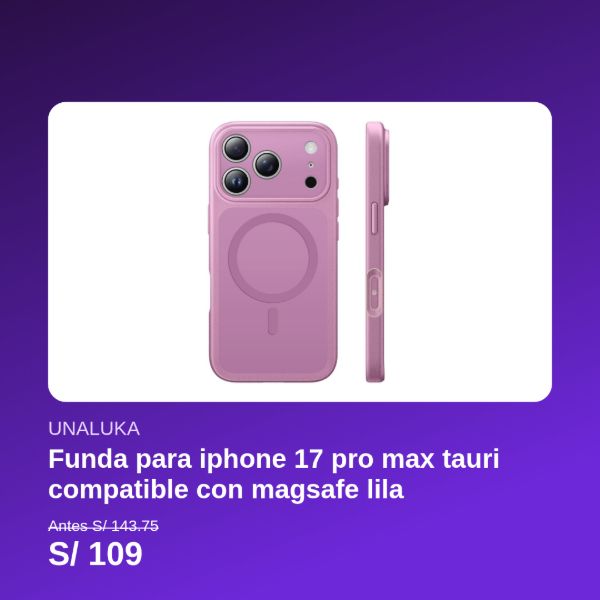 UNALUKA
Funda para iphone 17 pro max tauri
compatible con magsafe lila
Antes S/ 143.75
S/ 109